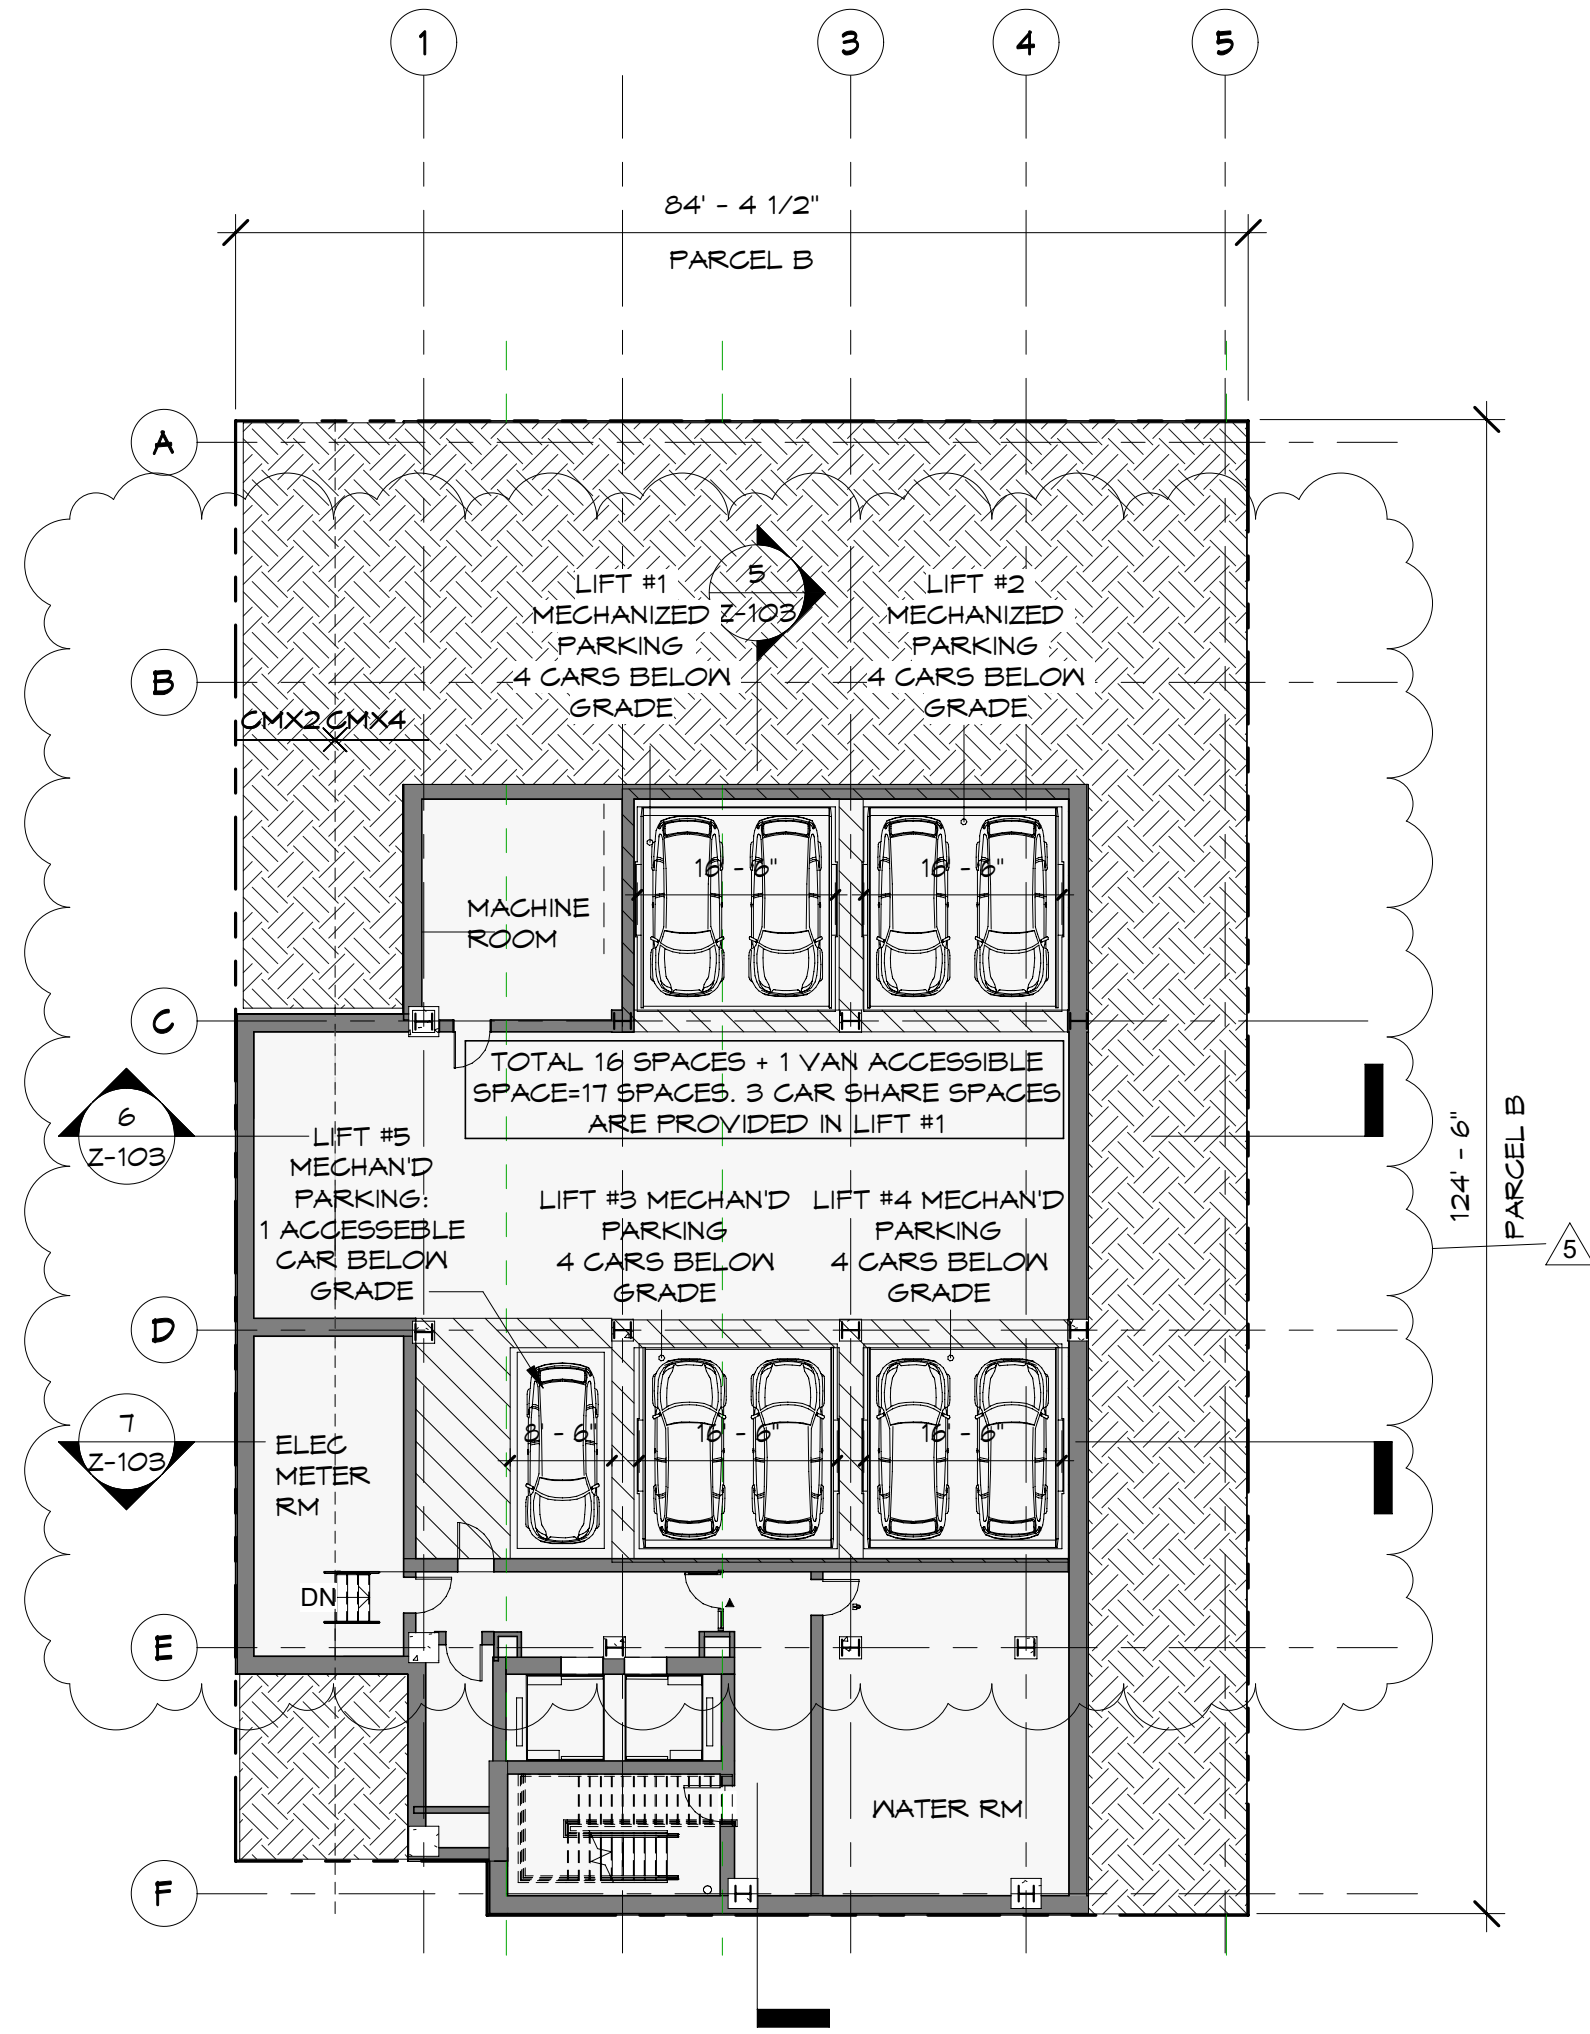 1
3
4
5
84' - 4 1/2"
PARCEL B
A
LIFT #1
MECHANIZED
PARKING
4 CARS BELOW
GRADE
5
Z-103
LIFT #2
MECHANIZED
PARKING
4 CARS BELOW
GRADE
B
CMX2 CMX4
16' - 6"
16' - 6"
MACHINE
ROOM
C
TOTAL 16 SPACES + 1 VAN ACCESSIBLE
SPACE=17 SPACES. 3 CAR SHARE SPACES
ARE PROVIDED IN LIFT #1
6
Z-103
LIFT #5
MECHAN'D
PARKING:
1 ACCESSEBLE
CAR BELOW
GRADE
LIFT #3 MECHAN'D
PARKING
4 CARS BELOW
GRADE
LIFT #4 MECHAN'D
PARKING
4 CARS BELOW
GRADE
124' - 6"
PARCEL B
5
D
7
Z-103
ELEC
METER
RM
8' - 6"
16' - 6"
16' - 6"
DN
E
WATER RM
F